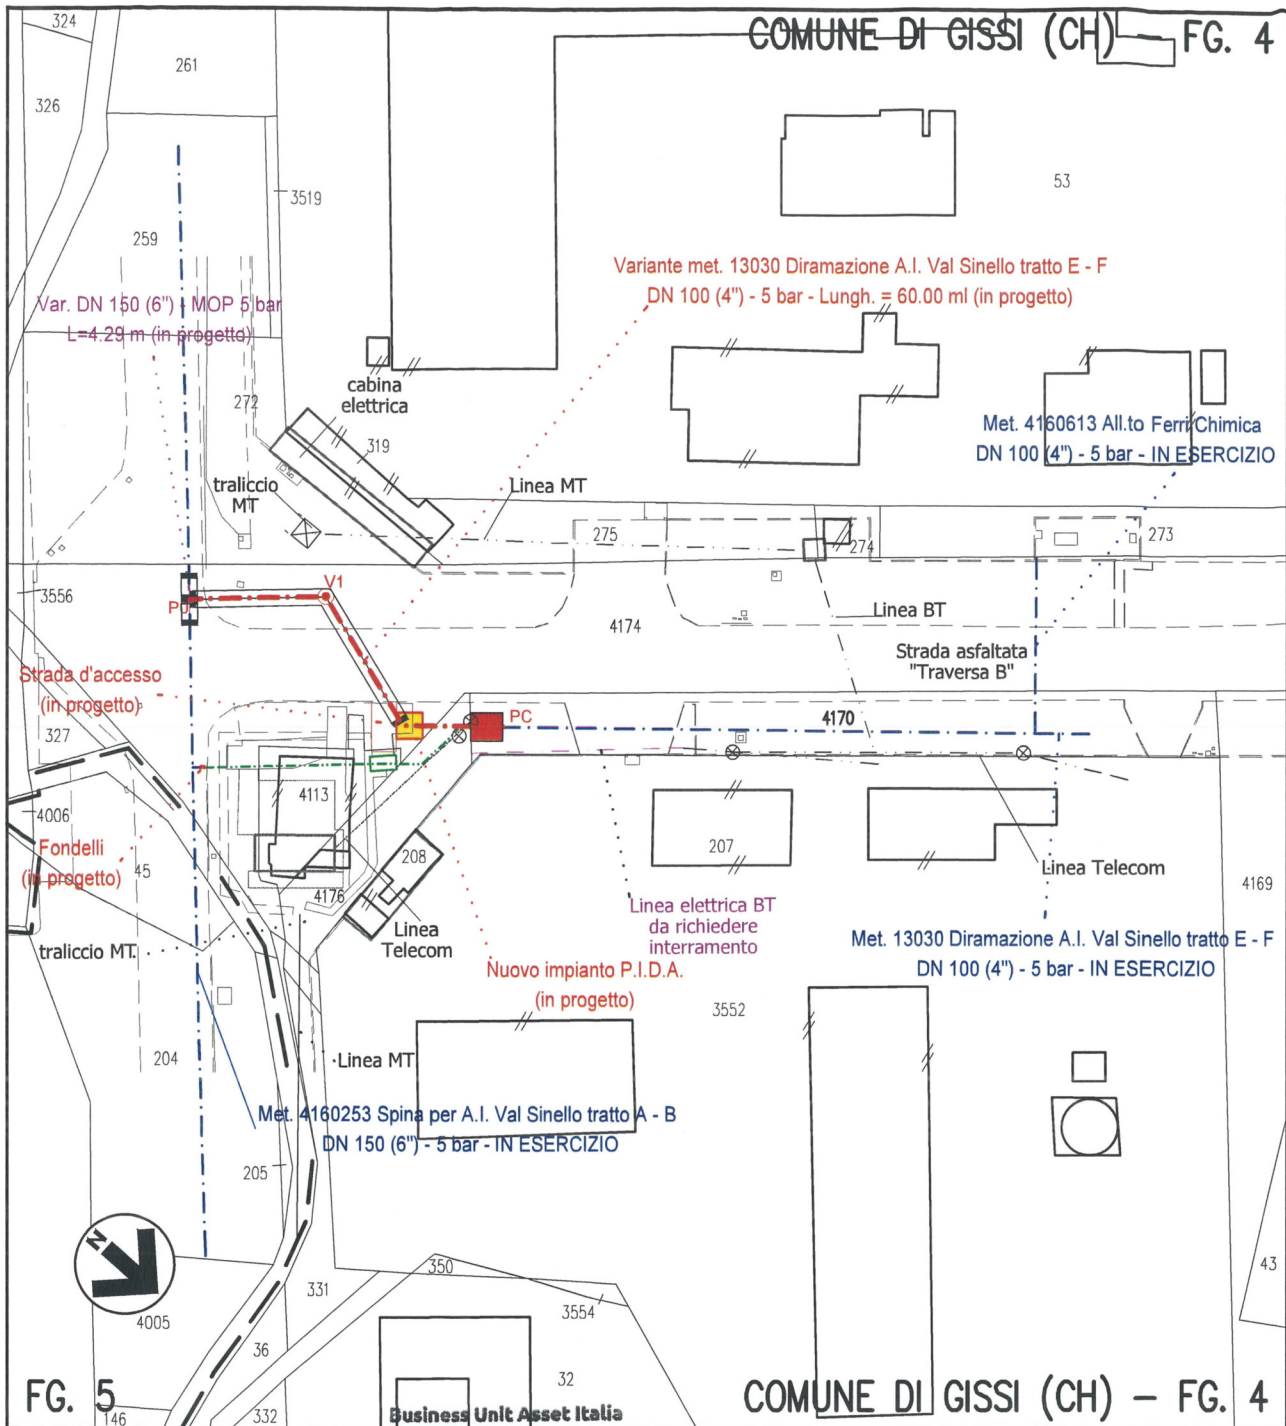 324
COMUNE DI GISSI (CH) — FG. 4
261
326
53
3519
259
Variante met. 13030 Diramazione A.I. Val Sinello tratto E - F
DN 100 (4") - 5 bar - Lungh. = 60.00 ml (in progetto)
Var. DN 150 (6") - MOP 5 bar
L=4.29 m (in progetto)
cabina
elettrica
272
319
Met. 4160613 All.to Ferri Chimica
DN 100 (4") - 5 bar - IN ESERCIZIO
traliccio
MT
Linea MT
275
274
273
V1
3556
Linea BT
4174
Strada asfaltata
"Traversa B"
Strada d'accesso
(in progetto)
PC
4170
327
4113
4006
Fondelli
(in progetto)
45
208
207
Linea Telecom
4169
4176
Linea
Telecom
Linea elettrica BT
da richiedere
interramento
traliccio MT
Met. 13030 Diramazione A.I. Val Sinello tratto E - F
DN 100 (4") - 5 bar - IN ESERCIZIO
Nuovo impianto P.I.D.A.
(in progetto)
3552
204
Linea MT
Met. 4160253 Spina per A.I. Val Sinello tratto A - B
DN 150 (6") - 5 bar - IN ESERCIZIO
205
N
350
43
331
3554
4005
36
32
FG. 5
COMUNE DI GISSI (CH) — FG. 4
146
332
Business Unit Asset Italia